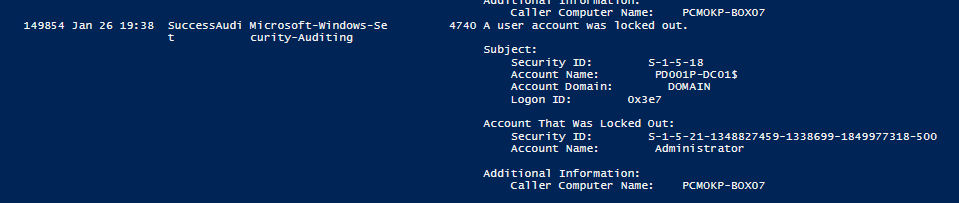 Additional Information:
Caller Computer Name: PCMOKP-BOX07
149854 Jan 26 19:38 SuccessAudi Microsoft-Windows-Se 4740 A user account was locked out.
t curity-Auditing
Subject:
Security ID: S-1-5-18
Account Name: PD001P-DC01$
Account Domain: DOMAIN
Logon ID: 0x3e7
Account That Was Locked Out:
Security ID: S-1-5-21-1348827459-1338699-1849977318-500
Account Name: Administrator
Additional Information:
Caller Computer Name: PCMOKP-BOX07